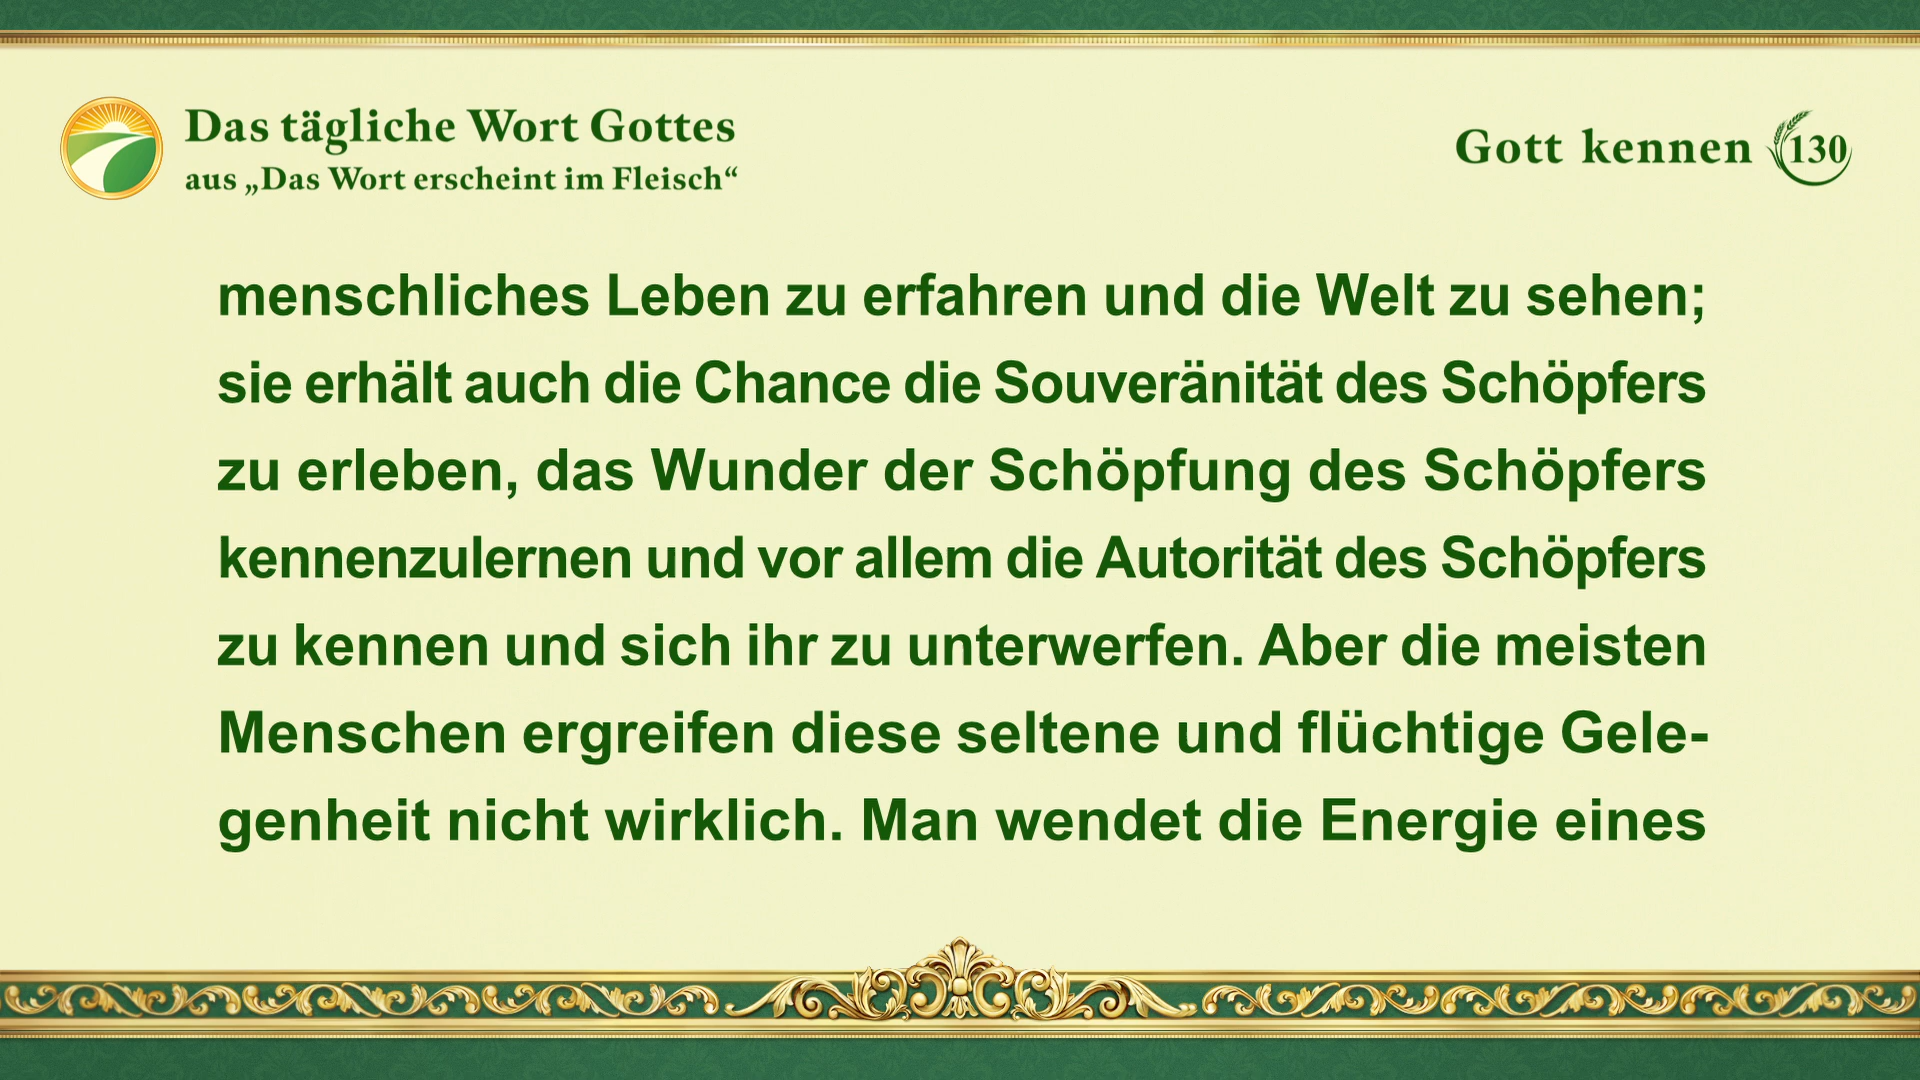 Das tägliche Wort Gottes
aus „Das Wort erscheint im Fleisch“
Gott kennen 130
menschliches Leben zu erfahren und die Welt zu sehen;
sie erhält auch die Chance die Souveränität des Schöpfers
zu erleben, das Wunder der Schöpfung des Schöpfers
kennenzulernen und vor allem die Autorität des Schöpfers
zu kennen und sich ihr zu unterwerfen. Aber die meisten
Menschen ergreifen diese seltene und flüchtige Gele-
genheit nicht wirklich. Man wendet die Energie eines